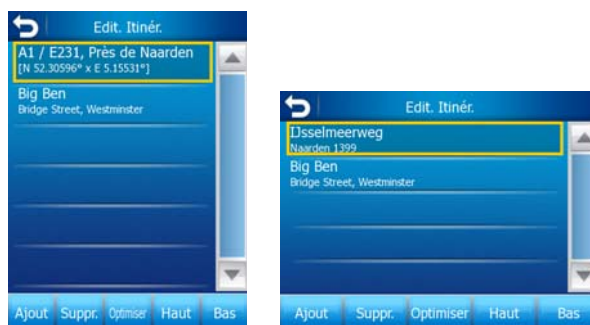 Edit. Itinér.
A1 / E231, Près de Naarden
[N 52.30596° x E 5.15531°]
Big Ben
Bridge Street, Westminster
Ajout Suppr. Optimiser Haut Bas
Edit. Itinér.
IJsselmeerweg
Naarden 1399
Big Ben
Bridge Street, Westminster
Ajout Suppr. Optimiser Haut Bas